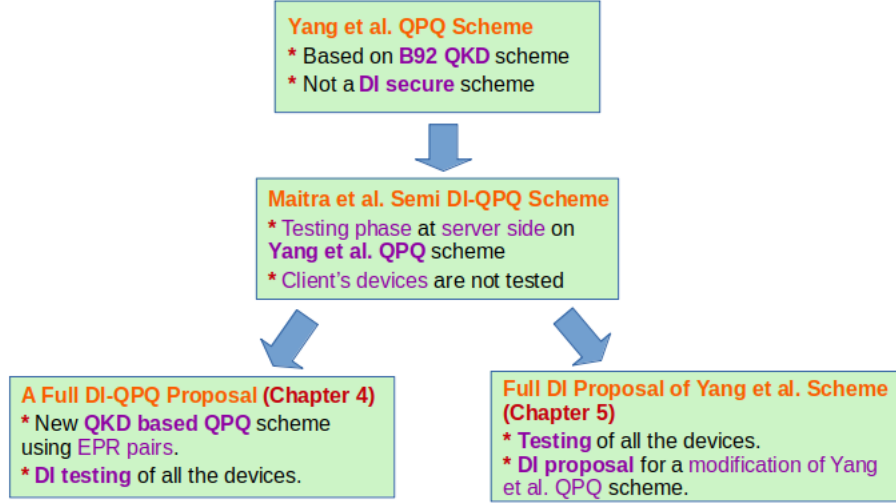 Yang et al. QPQ Scheme
* Based on B92 QKD scheme
* Not a DI secure scheme
Maitra et al. Semi DI-QPQ Scheme
* Testing phase at server side on
Yang et al. QPQ scheme
* Client's devices are not tested
A Full DI-QPQ Proposal (Chapter 4)
* New QKD based QPQ scheme
using EPR pairs.
* DI testing of all the devices.
Full DI Proposal of Yang et al. Scheme
(Chapter 5)
* Testing of all the devices.
* DI proposal for a modification of Yang
et al. QPQ scheme.